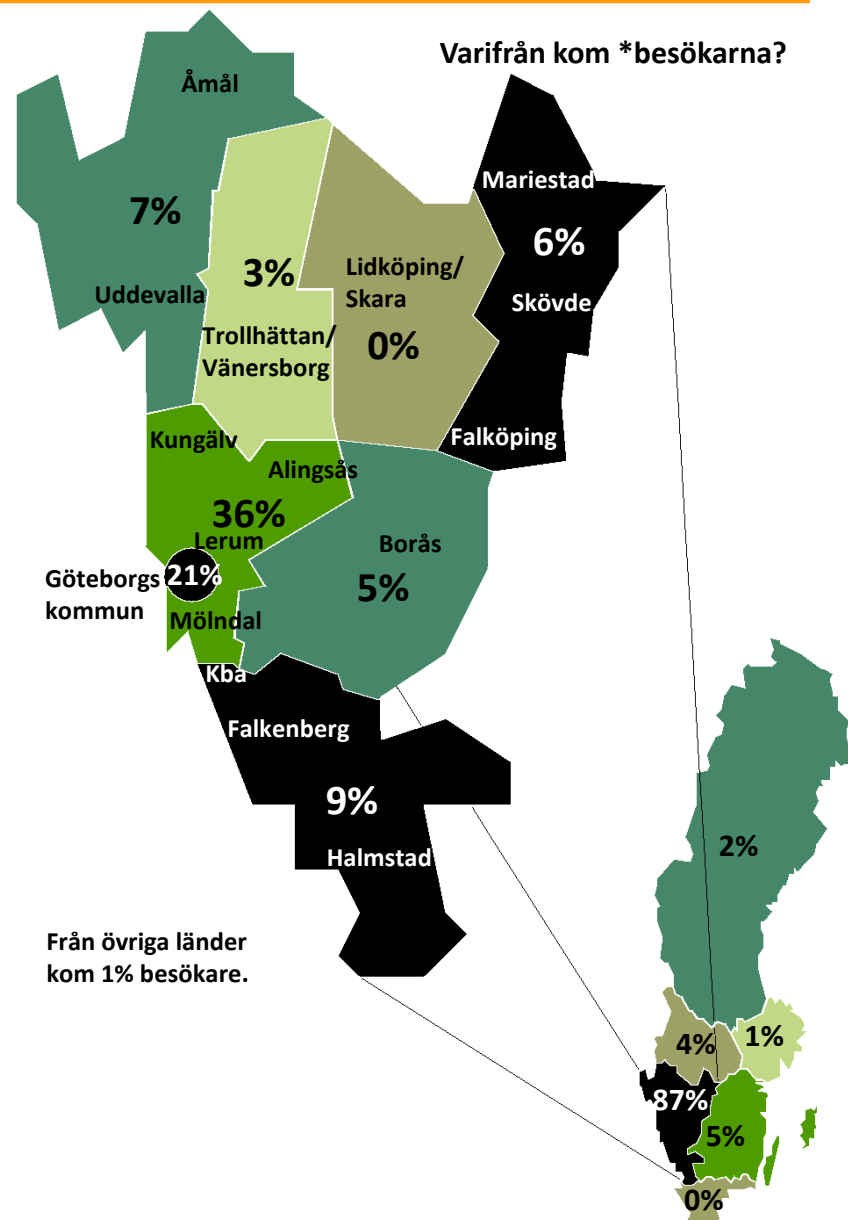 Varifrån kom *besökarna?
Åmål
Mariestad
7%
6%
3%
Lidköping/
Skara
Uddevalla
Skövde
Trollhättan/
Vänersborg
0%
Kungälv
Falköping
Alingsås
36%
Lerum
Borås
Göteborgs
kommun
21%
5%
Mölndal
Kba
Falkenberg
9%
Halmstad
2%
Från övriga länder
kom 1% besökare.
4%
1%
87%
5%
0%